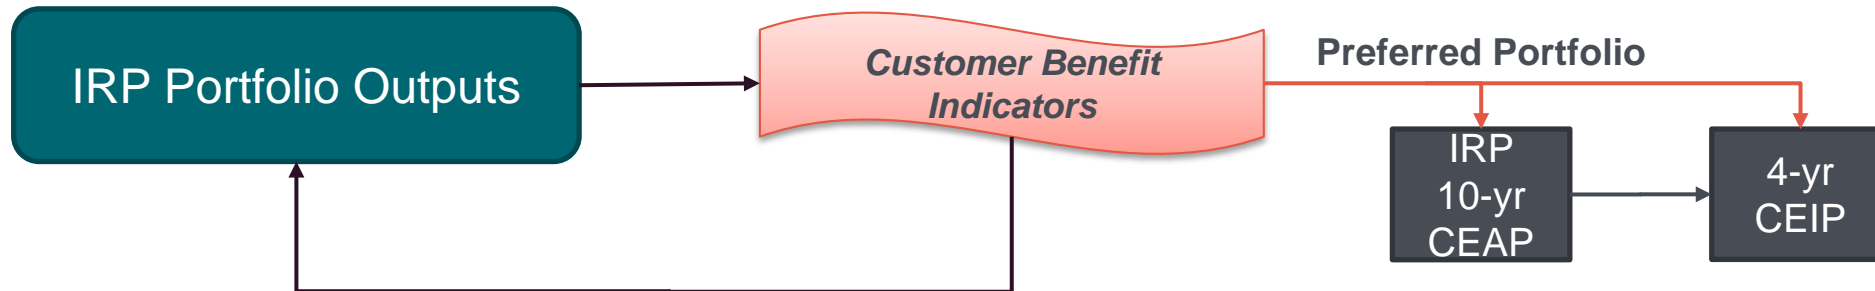 IRP Portfolio Outputs
Customer Benefit
Indicators
Preferred Portfolio
IRP
10-yr
CEAP
4-yr
CEIP